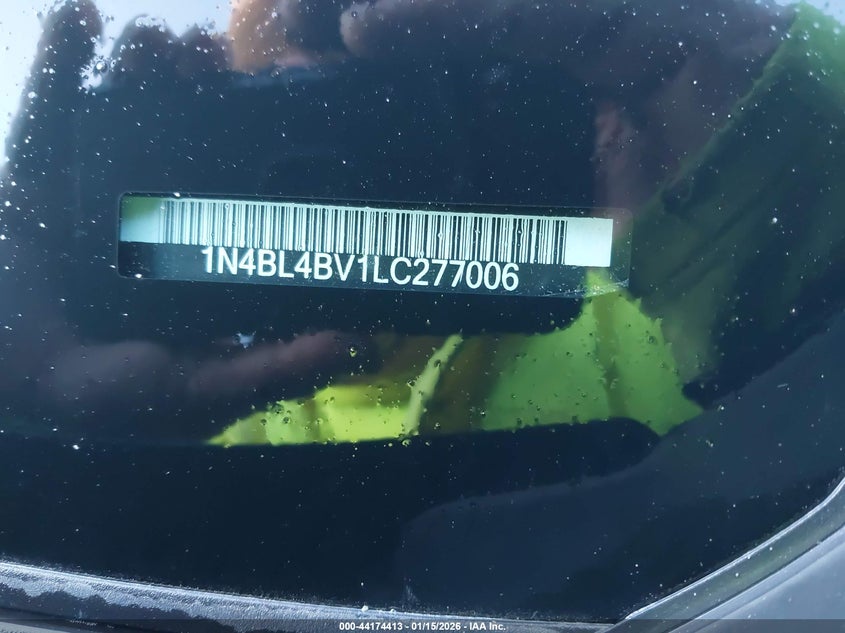 1N4BL4BV1LC277006
000-44174413 - 01/15/2026 - IAA Inc.